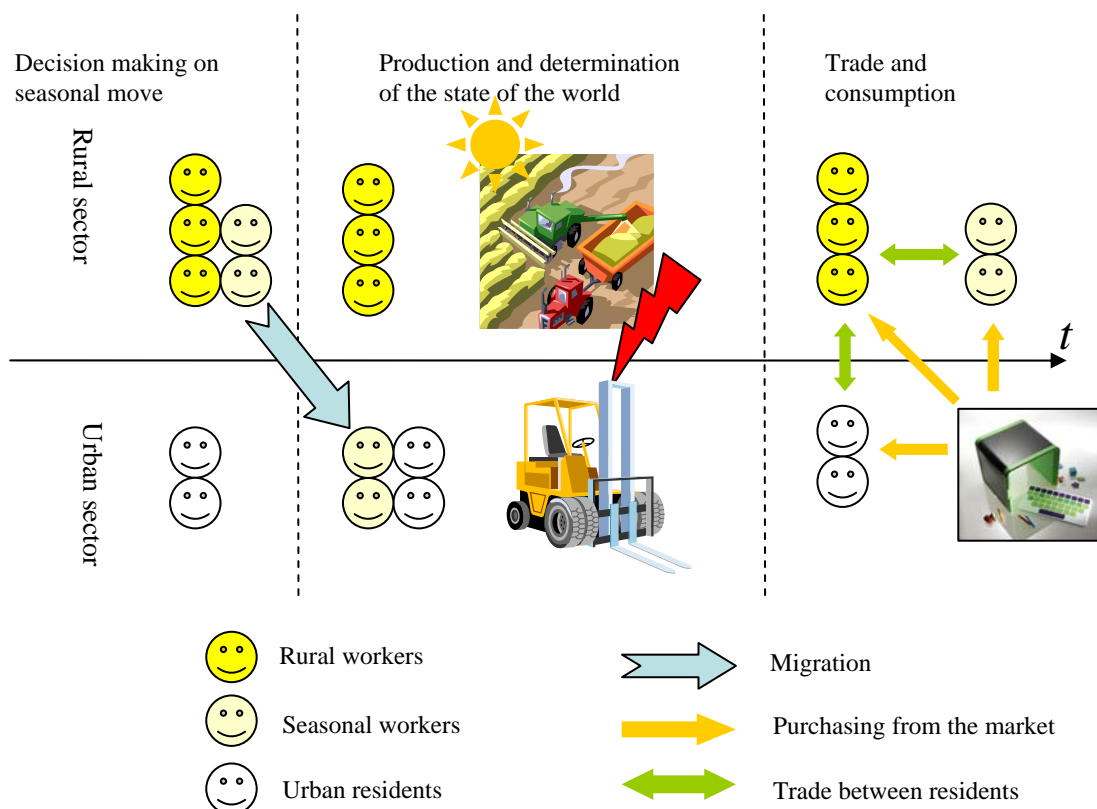 Decision making on
seasonal move
Production and determination
of the state of the world
Trade and
consumption
Rural sector
t
Urban sector
Rural workers
Migration
Seasonal workers
Purchasing from the market
Urban residents
Trade between residents